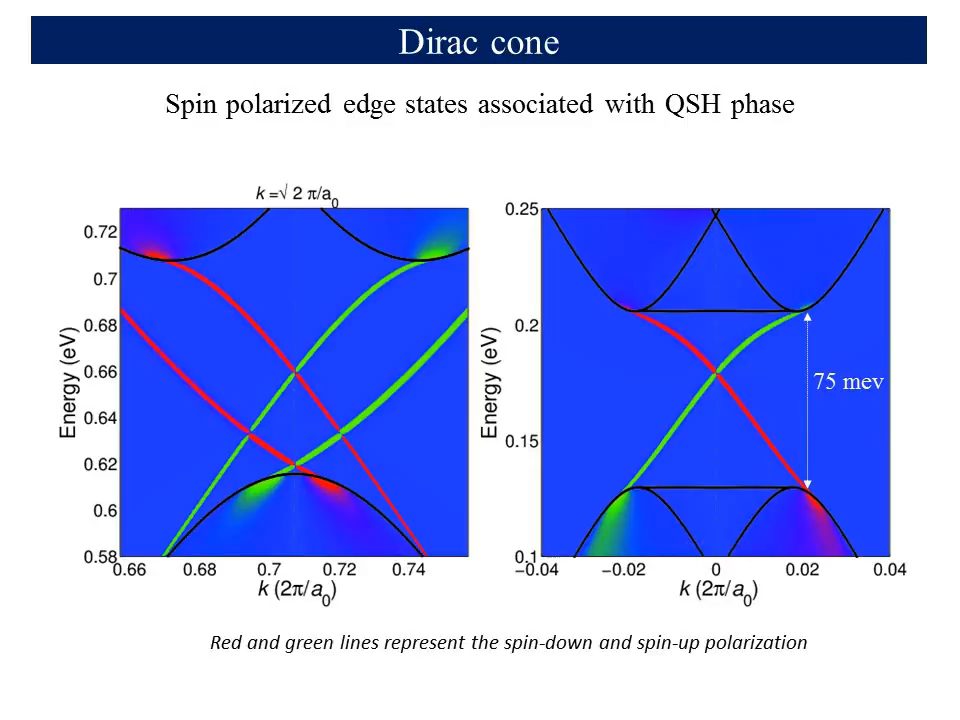 Dirac cone
Spin polarized edge states associated with QSH phase
k =√ 2 π/a0
0.72
0.7
0.68
0.66
0.64
0.62
0.6
0.58
Energy (eV)
0.66 0.68 0.7 0.72 0.74
k (2π/a0)
0.25
0.2
0.15
0.1
Energy (eV)
75 mev
−0.04 −0.02 0 0.02 0.04
k (2π/a0)
Red and green lines represent the spin-down and spin-up polarization